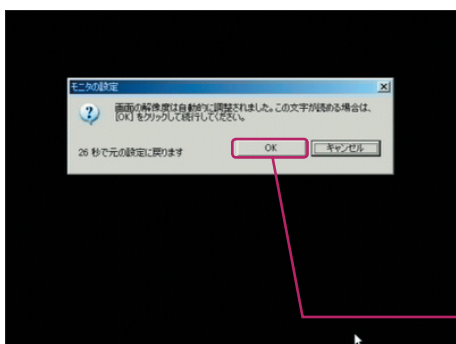 モニタの設定
画面の解像度は自動的に調整されました。この文字が読める場合は、
[OK] をクリックして続行してください。
26 秒で元の設定に戻ります
OK
キャンセル